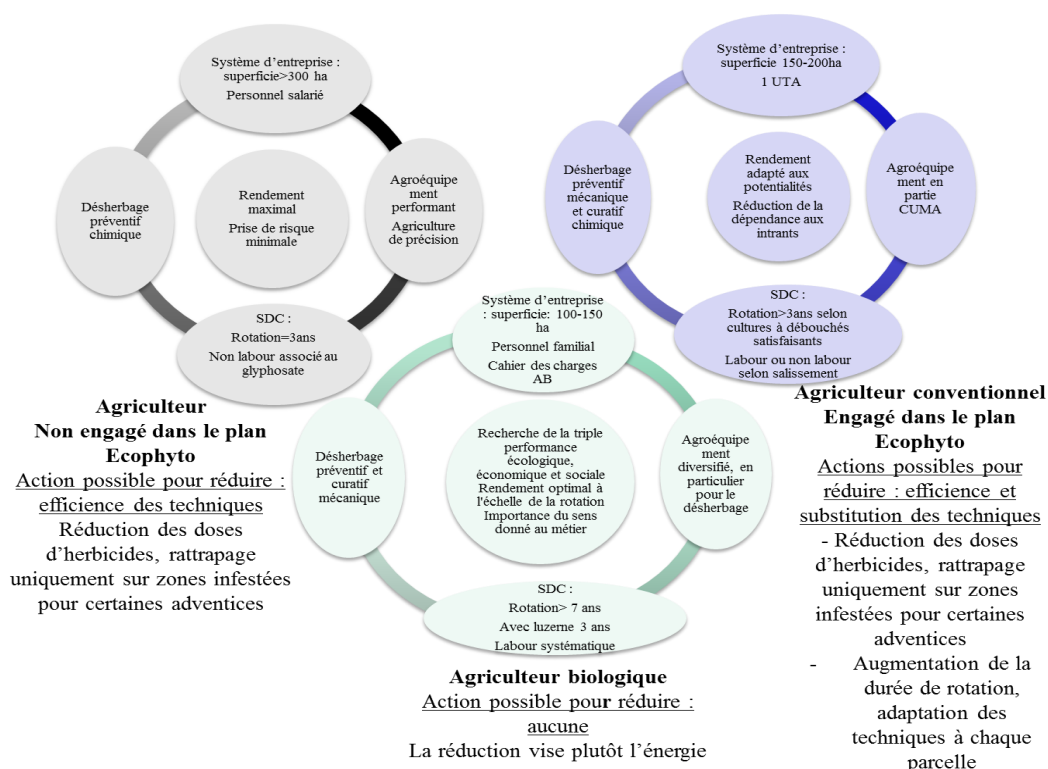 Système d'entreprise :
superficie>300 ha
Personnel salarié
Désherbage
préventif
chimique
Rendement
maximal
Prise de risque
minimale
Agroéquipe
ment
performant
Agriculture
de précision
SDC :
Rotation=3ans
Non labour associé au
glyphosate
Agriculteur
Non engagé dans le plan
Ecophyto
Action possible pour réduire :
efficience des techniques
Réduction des doses
d'herbicides, rattrapage
uniquement sur zones infestées
pour certaines adventices
Système d'entreprise :
superficie 150-200ha
1 UTA
Désherbage
préventif
mécanique
et curatif
chimique
Rendement
adapté aux
potentialités
Réduction de la
dépendance aux
intrants
Agroéquipe
ment en
partie
CUMA
SDC :
Rotation>3ans selon
cultures à débouchés
satisfaisants
Labour ou non labour
selon salissement
Agriculteur conventionnel
Engagé dans le plan
Ecophyto
Actions possibles pour
réduire : efficience et
substitution des techniques
- Réduction des doses
d'herbicides, rattrapage
uniquement sur zones
infestées pour certaines
adventices
- Augmentation de la
durée de rotation,
adaptation des
techniques à chaque
parcelle
Système d'entreprise
: superficie: 100-150
ha
Personnel familial
Cahier des charges
AB
Désherbage
préventif et
curatif
mécanique
Recherche de la triple
performance
écologique,
économique et sociale
Rendement optimal à
l'échelle de la rotation
Importance du sens
donné au métier
Agroéquipe
ment
diversifié, en
particulier
pour le
désherbage
SDC :
Rotation> 7 ans
Avec luzerne 3 ans
Labour systématique
Agriculteur biologique
Action possible pour réduire :
aucune
La réduction vise plutôt l'énergie